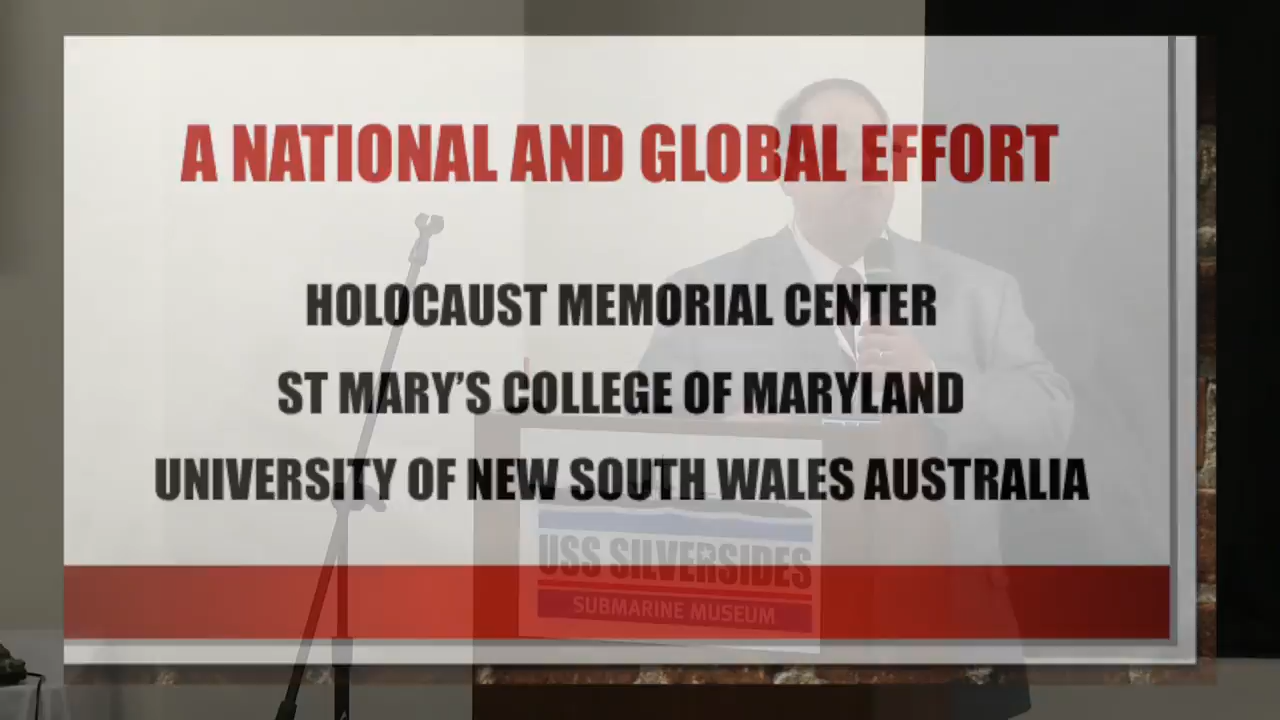 A NATIONAL AND GLOBAL EFFORT
HOLOCAUST MEMORIAL CENTER
ST MARY'S COLLEGE OF MARYLAND
UNIVERSITY OF NEW SOUTH WALES AUSTRALIA
USS SILVERSIDES
SUBMARINE MUSEUM